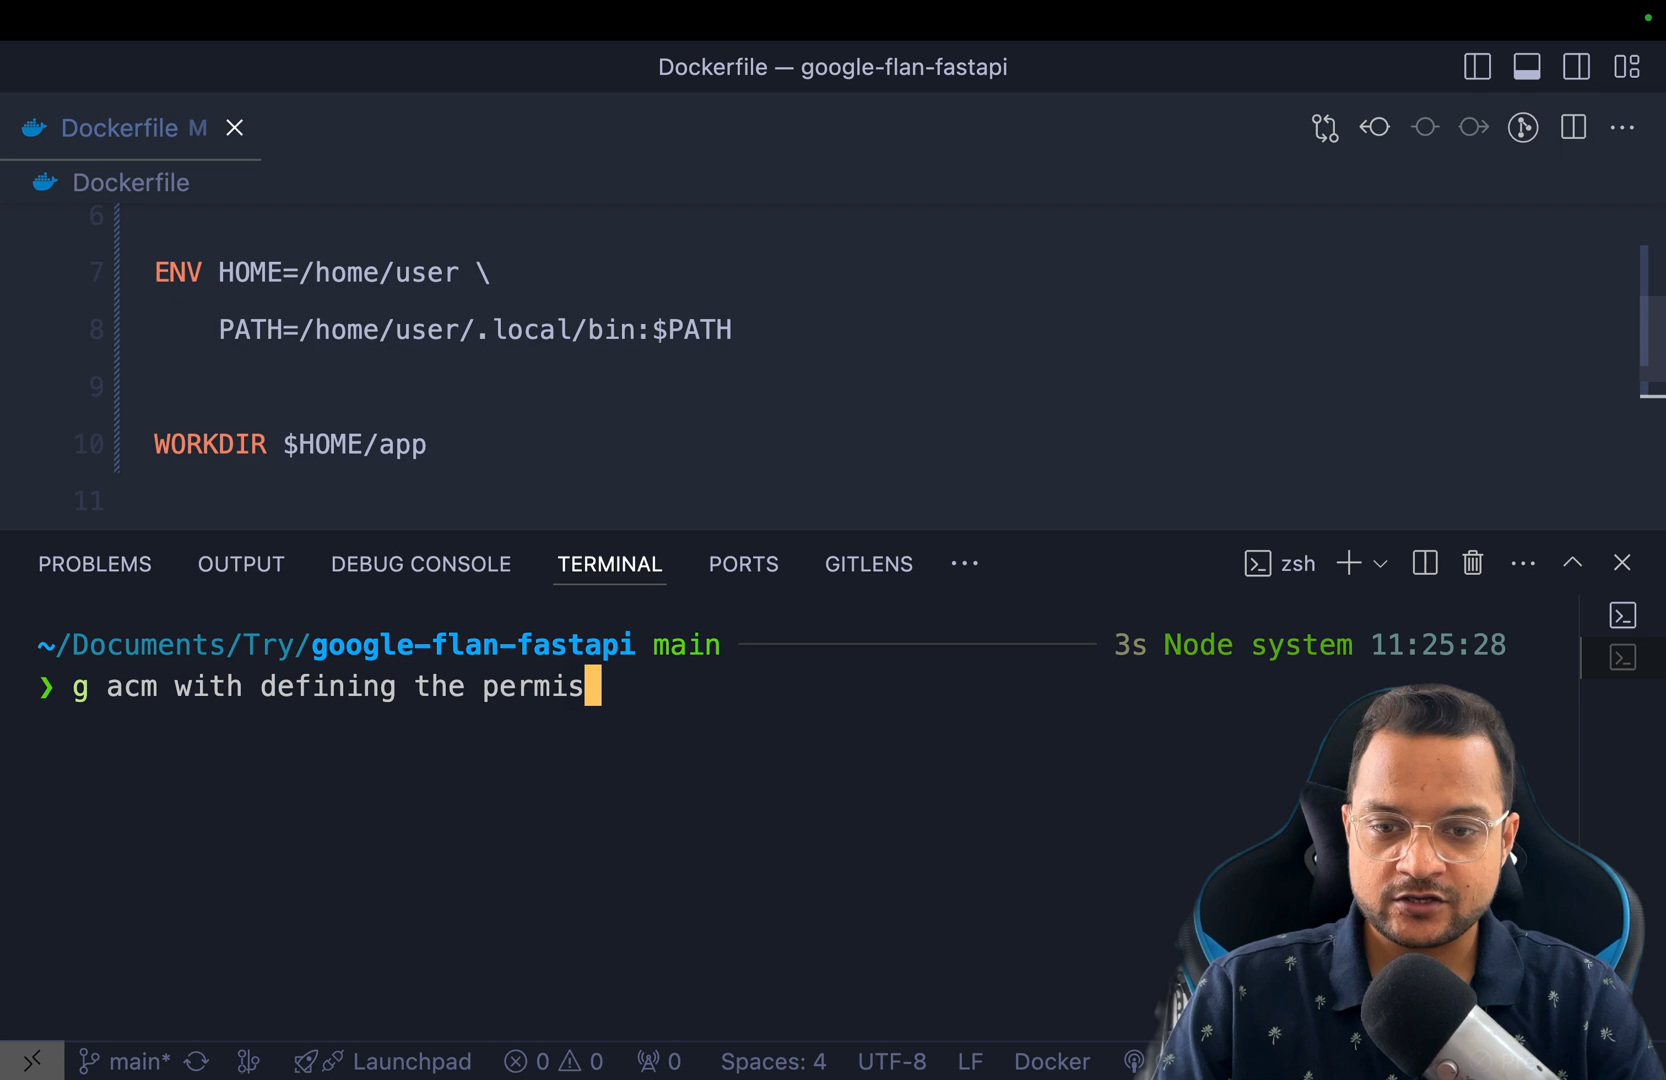 Dockerfile — google-flan-fastapi
Dockerfile M
Dockerfile
6
7 ENV HOME=/home/user \
8 PATH=/home/user/.local/bin:$PATH
9
10 WORKDIR $HOME/app
11
PROBLEMS OUTPUT DEBUG CONSOLE TERMINAL PORTS GITLENS ...
zsh
~/Documents/Try/google-flan-fastapi main 3s Node system 11:25:28
❯ g acm with defining the permis
main* Launchpad 0 0 0 Spaces: 4 UTF-8 LF Docker